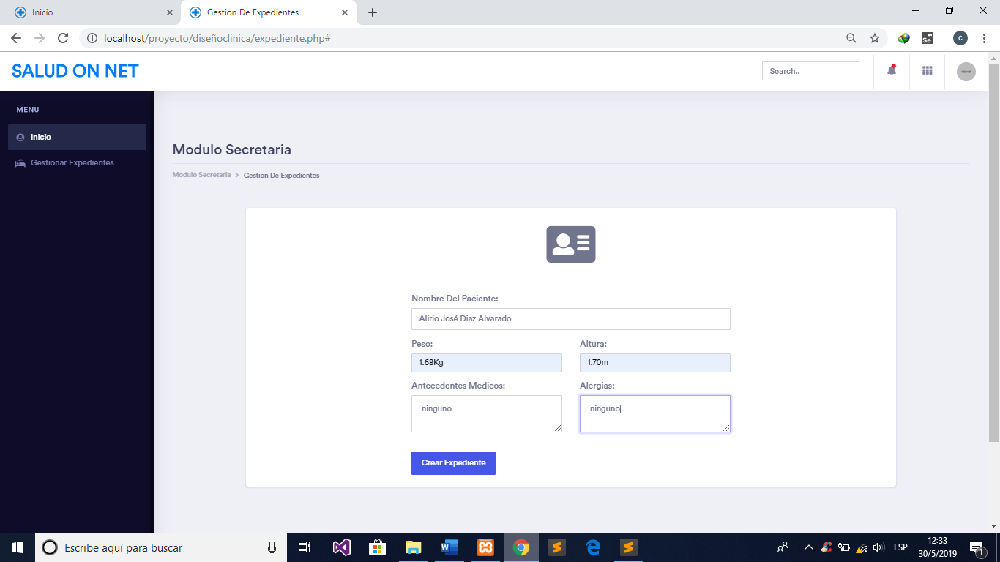 Inicio
Gestion De Expedientes
localhost/proyecto/diseñoclinica/expediente.php#
Se
c
SALUD ON NET
Search..
MENU
Inicio
Gestionar Expedientes
Modulo Secretaria
Modulo Secretaria > Gestion De Expedientes
Nombre Del Paciente:
Alirio José Diaz Alvarado
Peso: Altura:
1.68Kg 1.70m
Antecedentes Medicos: Alergias:
ninguno ninguno
Crear Expediente
Escribe aquí para buscar
ESP
12:33
30/5/2019
1